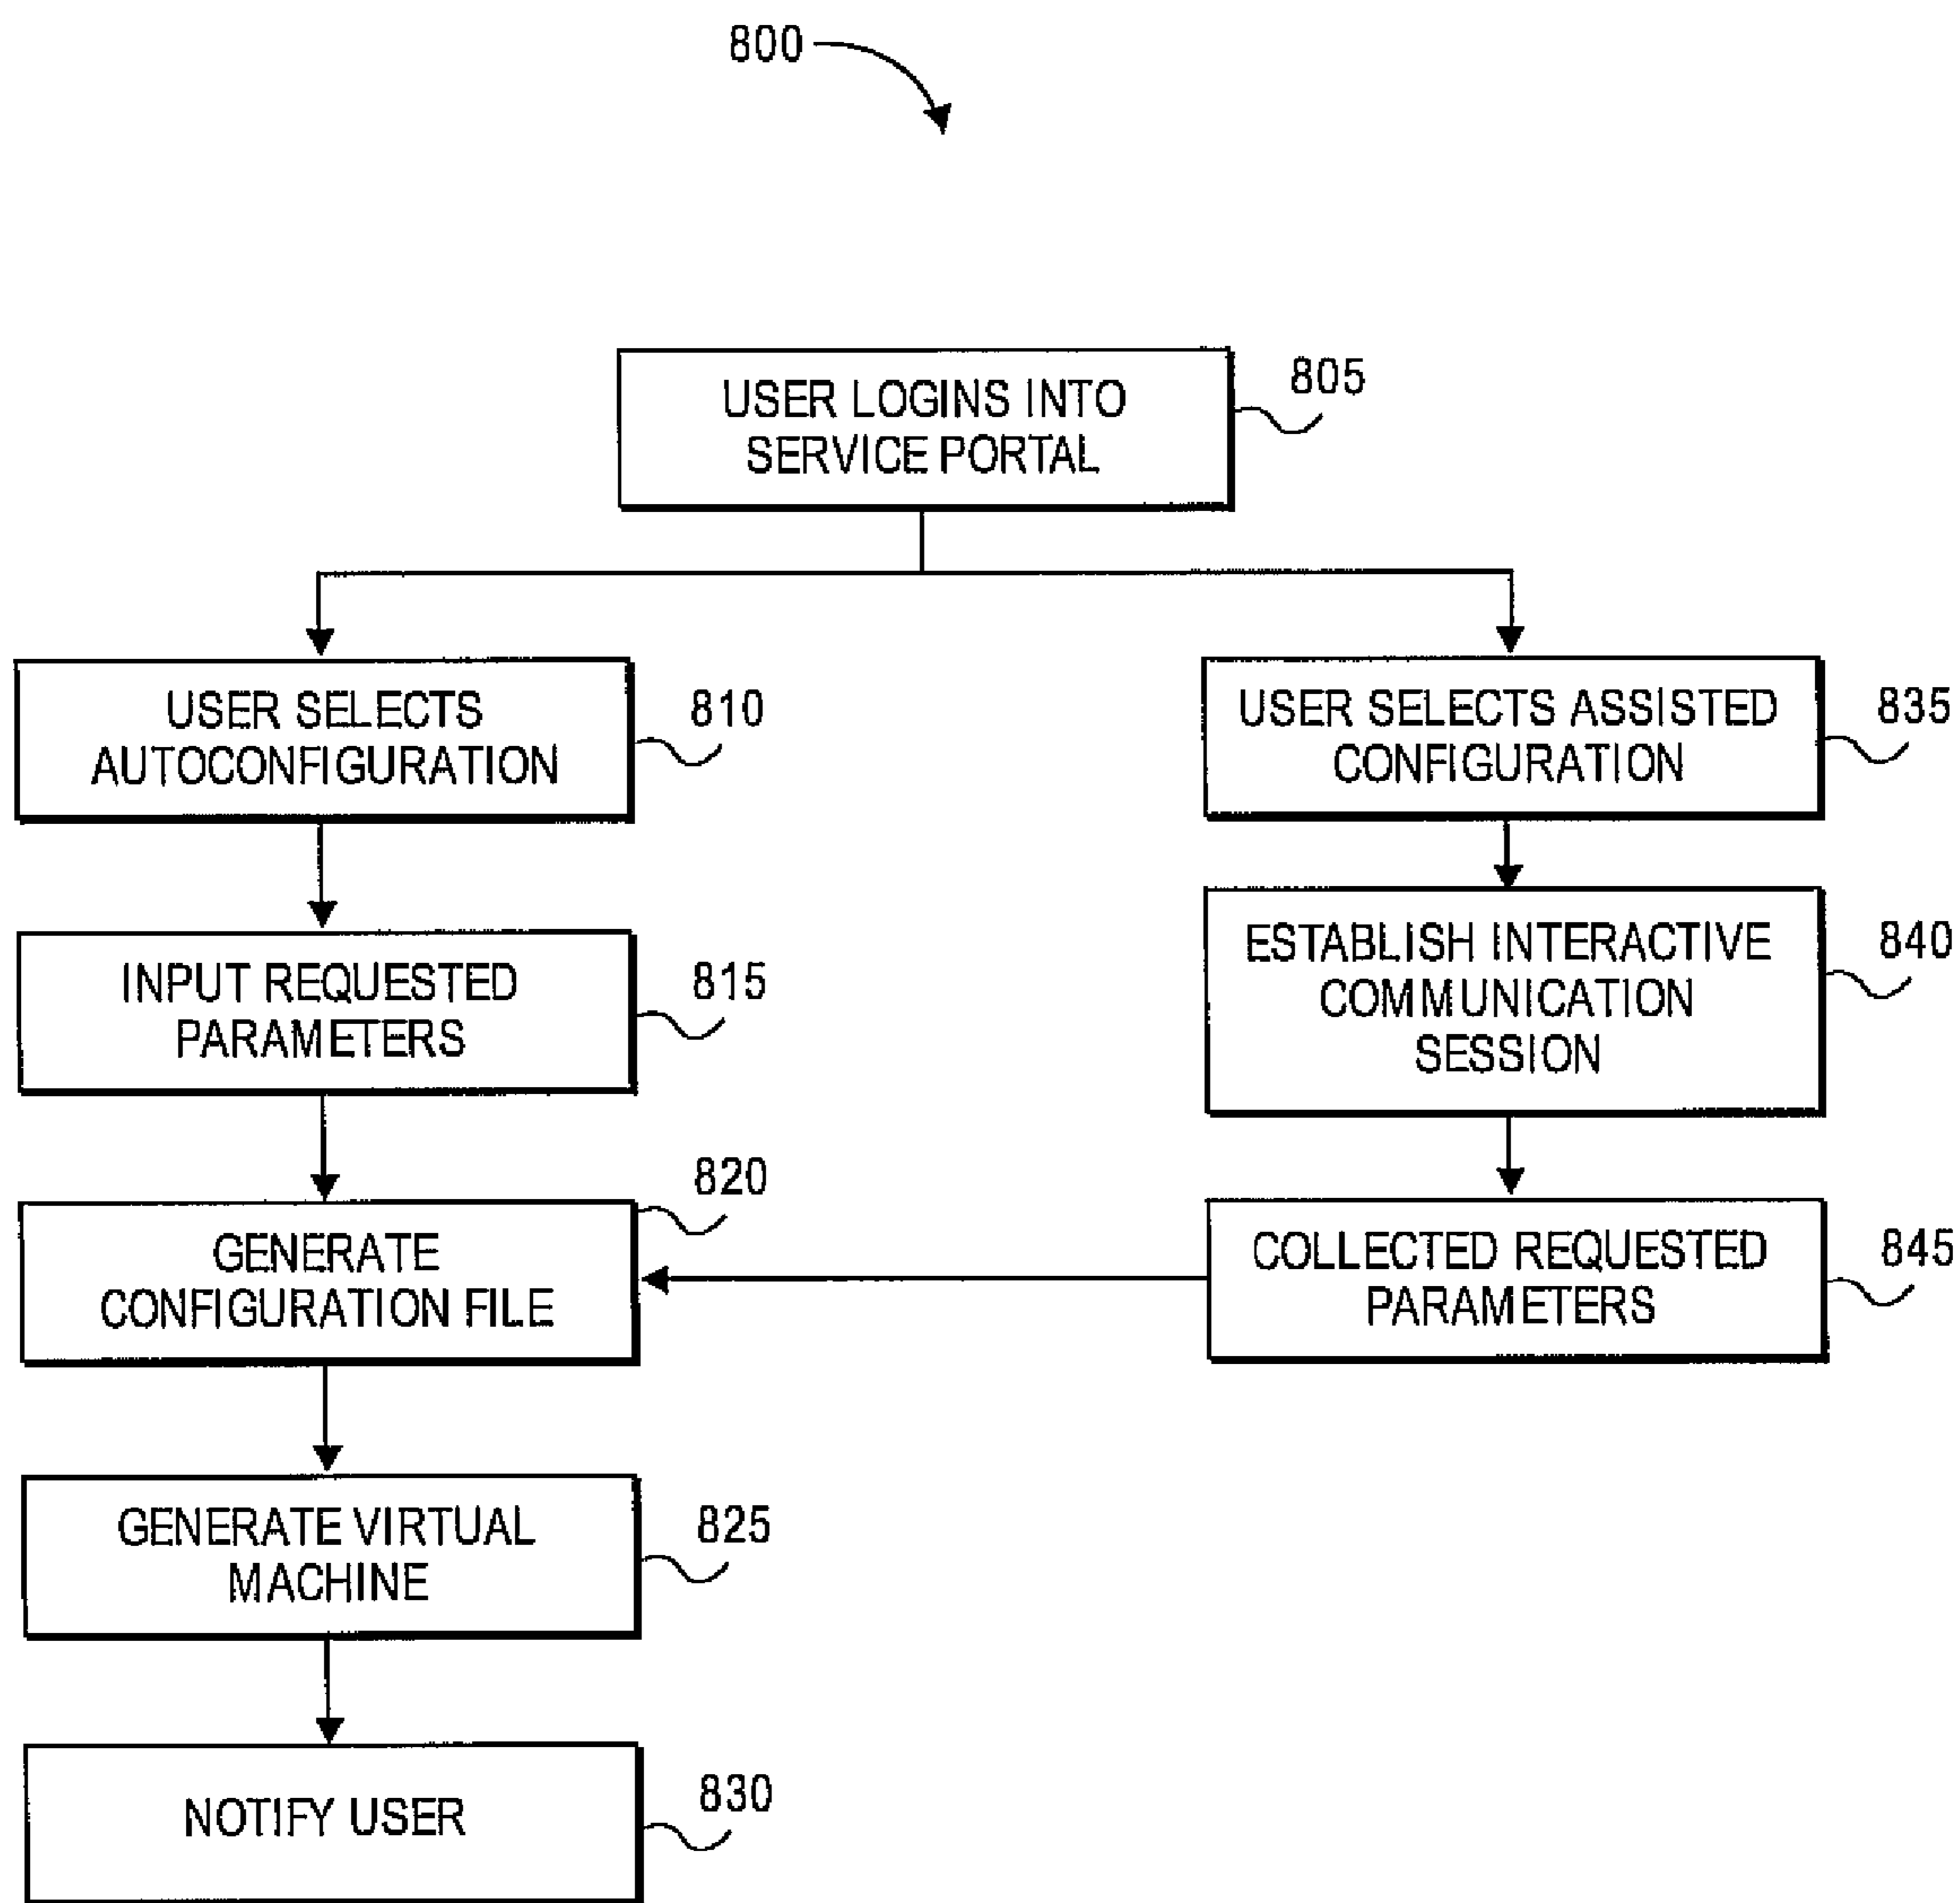 800
USER LOGINS INTO
SERVICE PORTAL
805
USER SELECTS
AUTOCONFIGURATION
810
INPUT REQUESTED
PARAMETERS
815
GENERATE
CONFIGURATION FILE
820
GENERATE VIRTUAL
MACHINE
825
NOTIFY USER
830
USER SELECTS ASSISTED
CONFIGURATION
835
ESTABLISH INTERACTIVE
COMMUNICATION
SESSION
840
COLLECTED REQUESTED
PARAMETERS
845